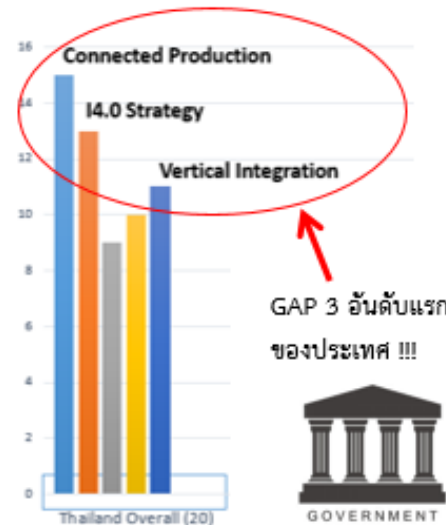 16
Connected Production
14
I4.0 Strategy
12
Vertical Integration
10
8
GAP 3 อันดับแรก
6
ของประเทศ !!!
4
2
0
Thailand Overall (20)
GOVERNMENT